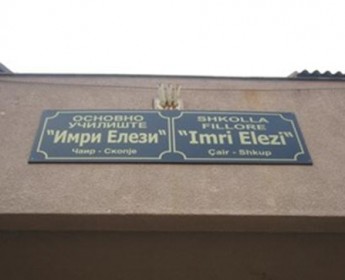 ОСНОВНО
УЧИЛИШТЕ
"Имри Елези"
Чаир - Скопје
SHKOLLA
FILLORE
"Imri Elezi"
Çair - Shkup